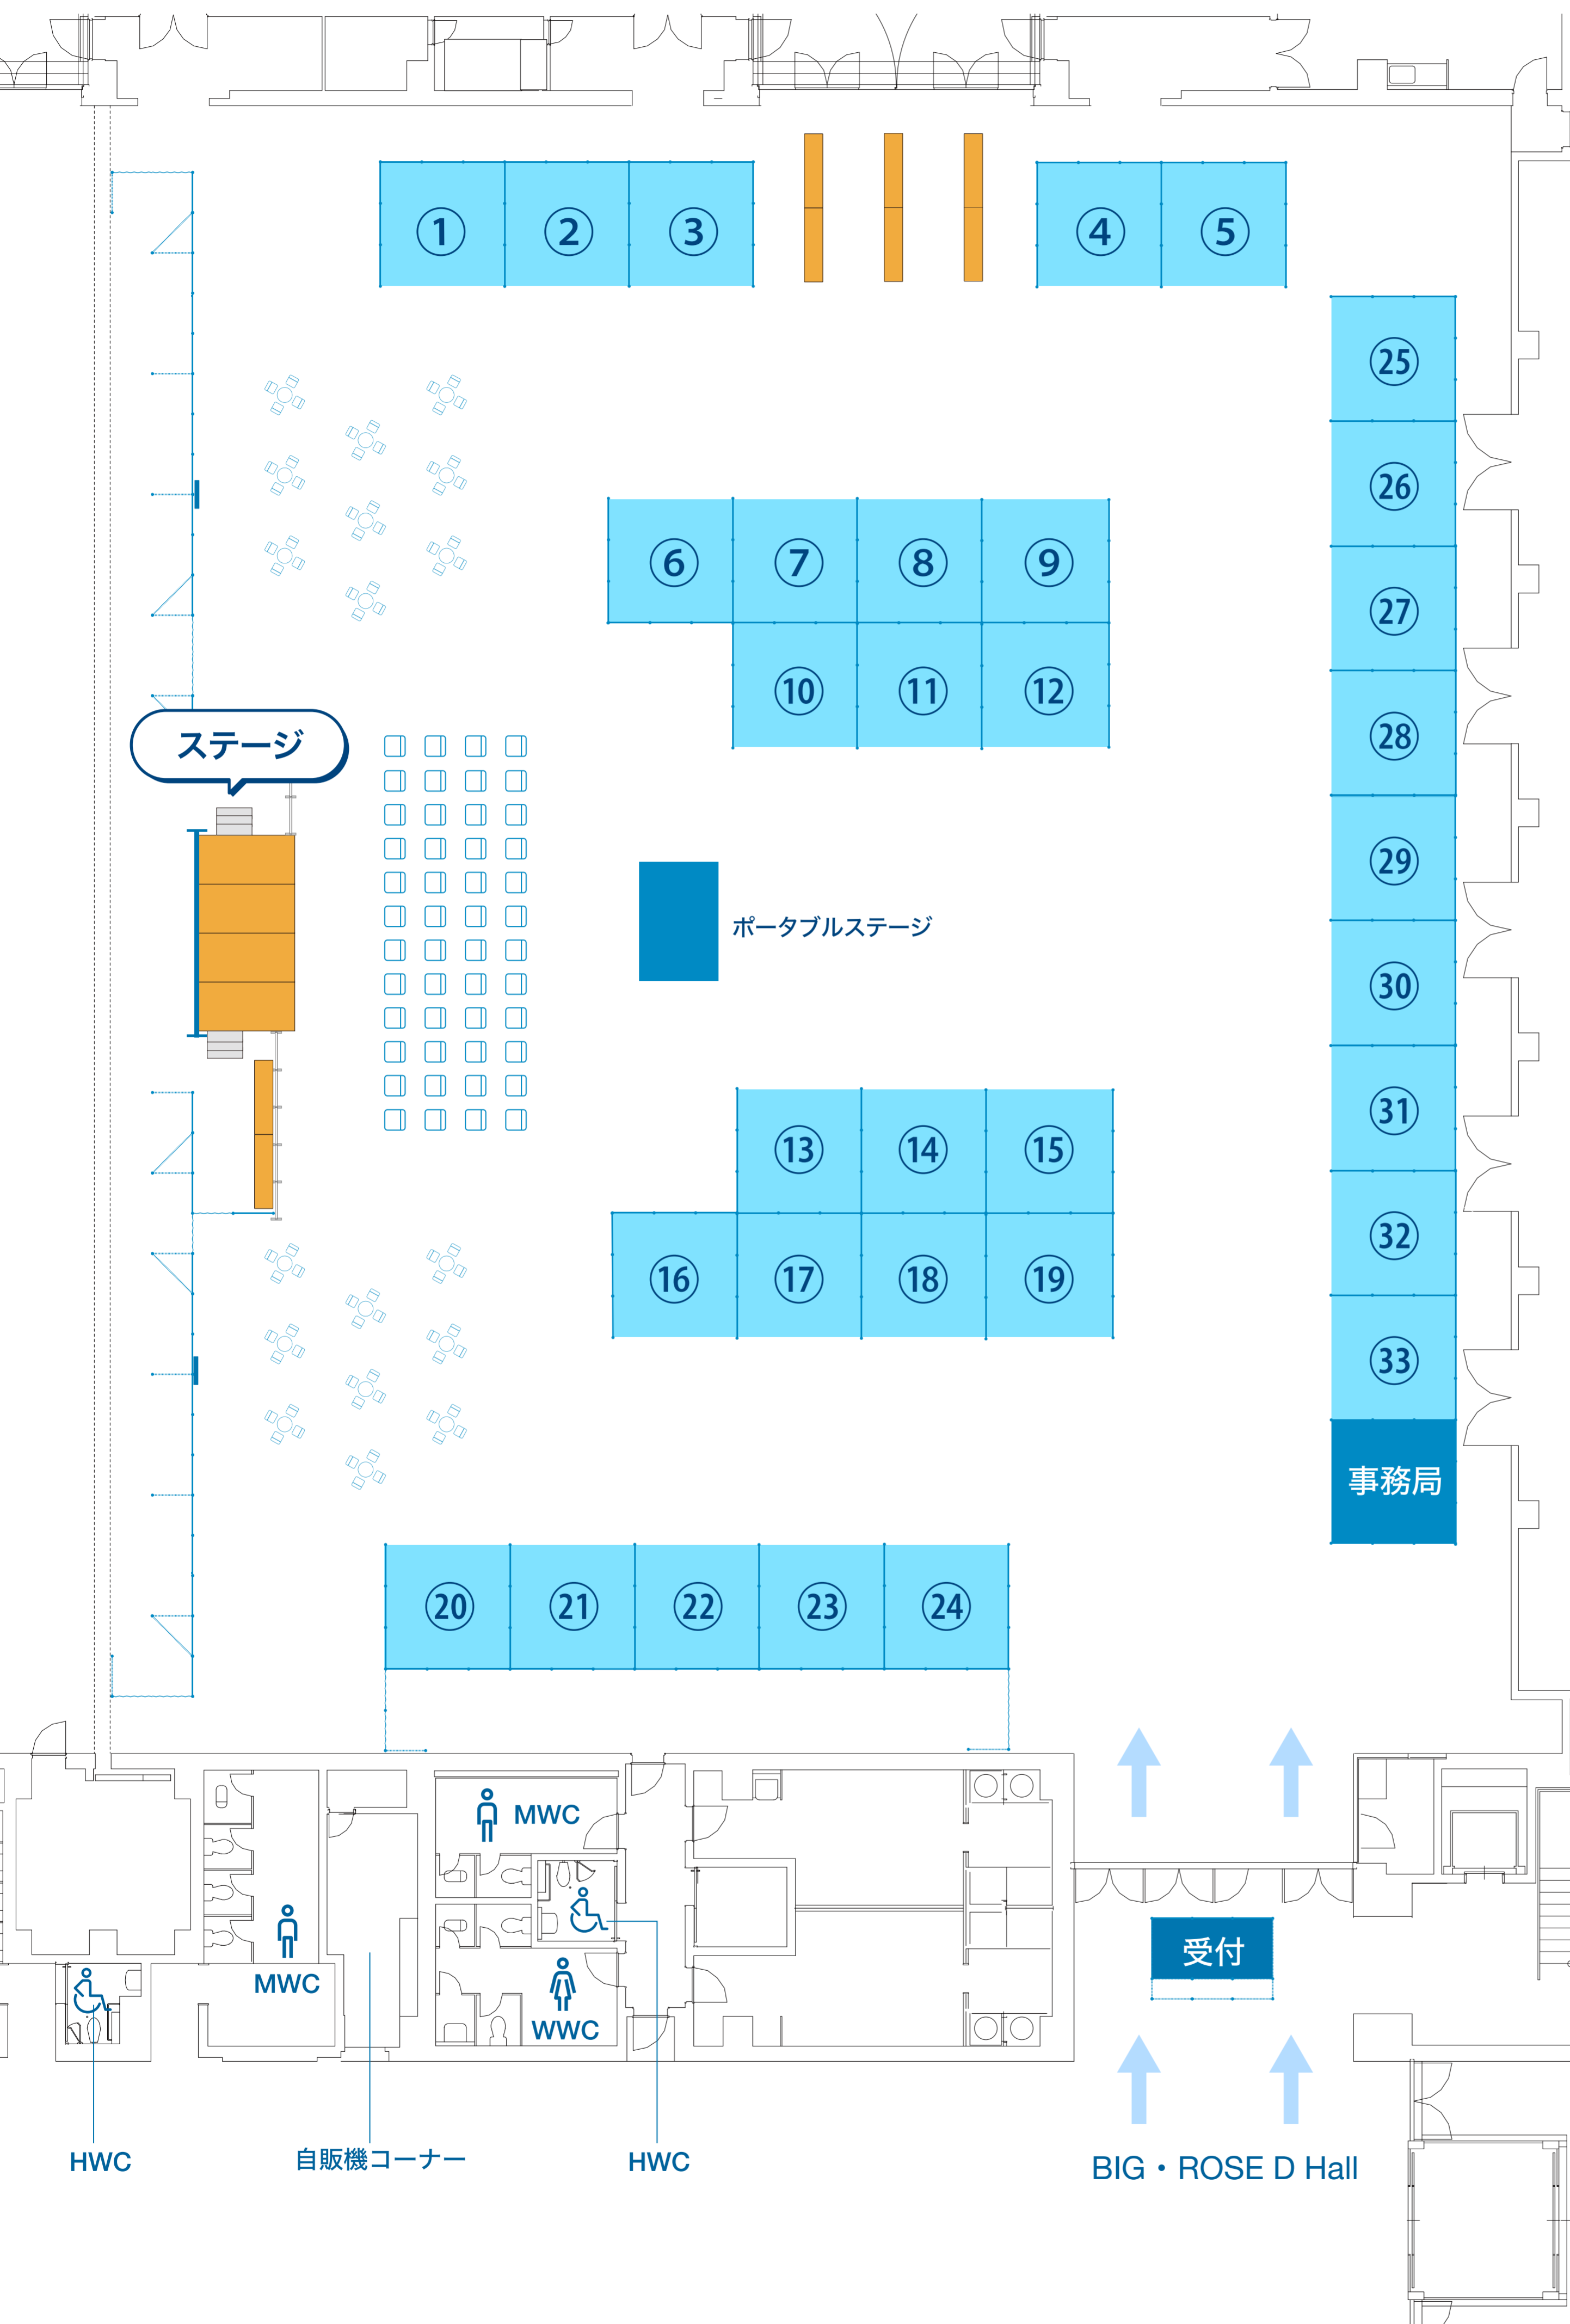 ① ② ③ ④ ⑤
㉕
㉖
⑥ ⑦ ⑧ ⑨
㉗
⑩ ⑪ ⑫
㉘
ステージ
㉙
ポータブルステージ
㉚
㉛
⑬ ⑭ ⑮
㉜
⑯ ⑰ ⑱ ⑲
㉝
事務局
⑳ ㉑ ㉒ ㉓ ㉔
MWC
MWC
受付
WWC
HWC
自販機コーナー
HWC
BIG・ROSE D Hall